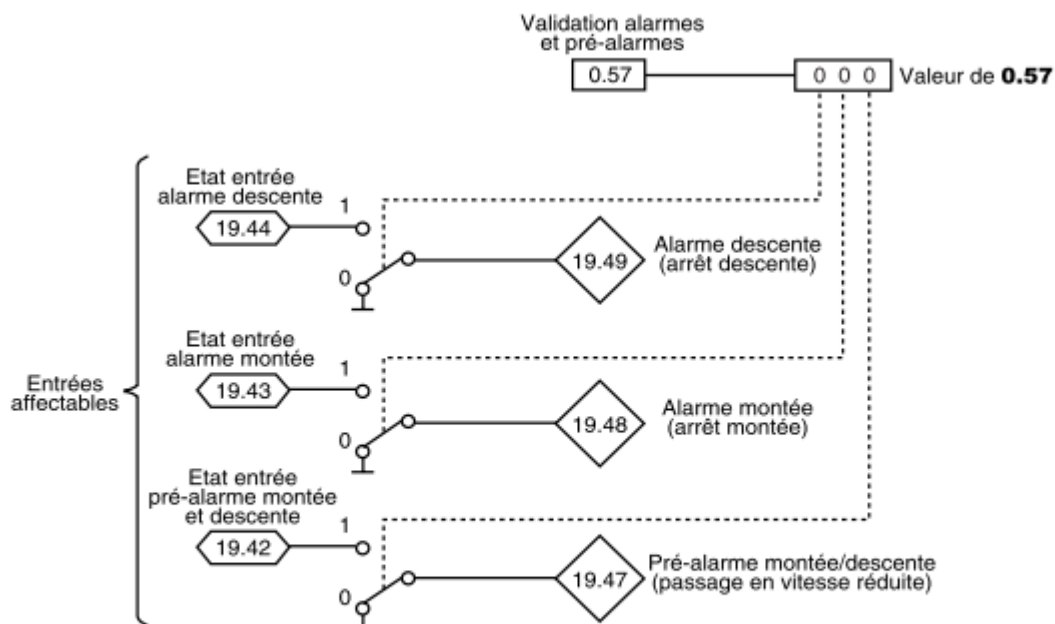 Validation alarmes
et pré-alarmes
0.57
0 0 0
Valeur de 0.57
Etat entrée
alarme descente
19.44
1
0
19.49
Alarme descente
(arrêt descente)
Etat entrée
alarme montée
19.43
1
0
19.48
Alarme montée
(arrêt montée)
Entrées
affectables
Etat entrée
pré-alarme montée
et descente
19.42
1
0
19.47
Pré-alarme montée/descente
(passage en vitesse réduite)